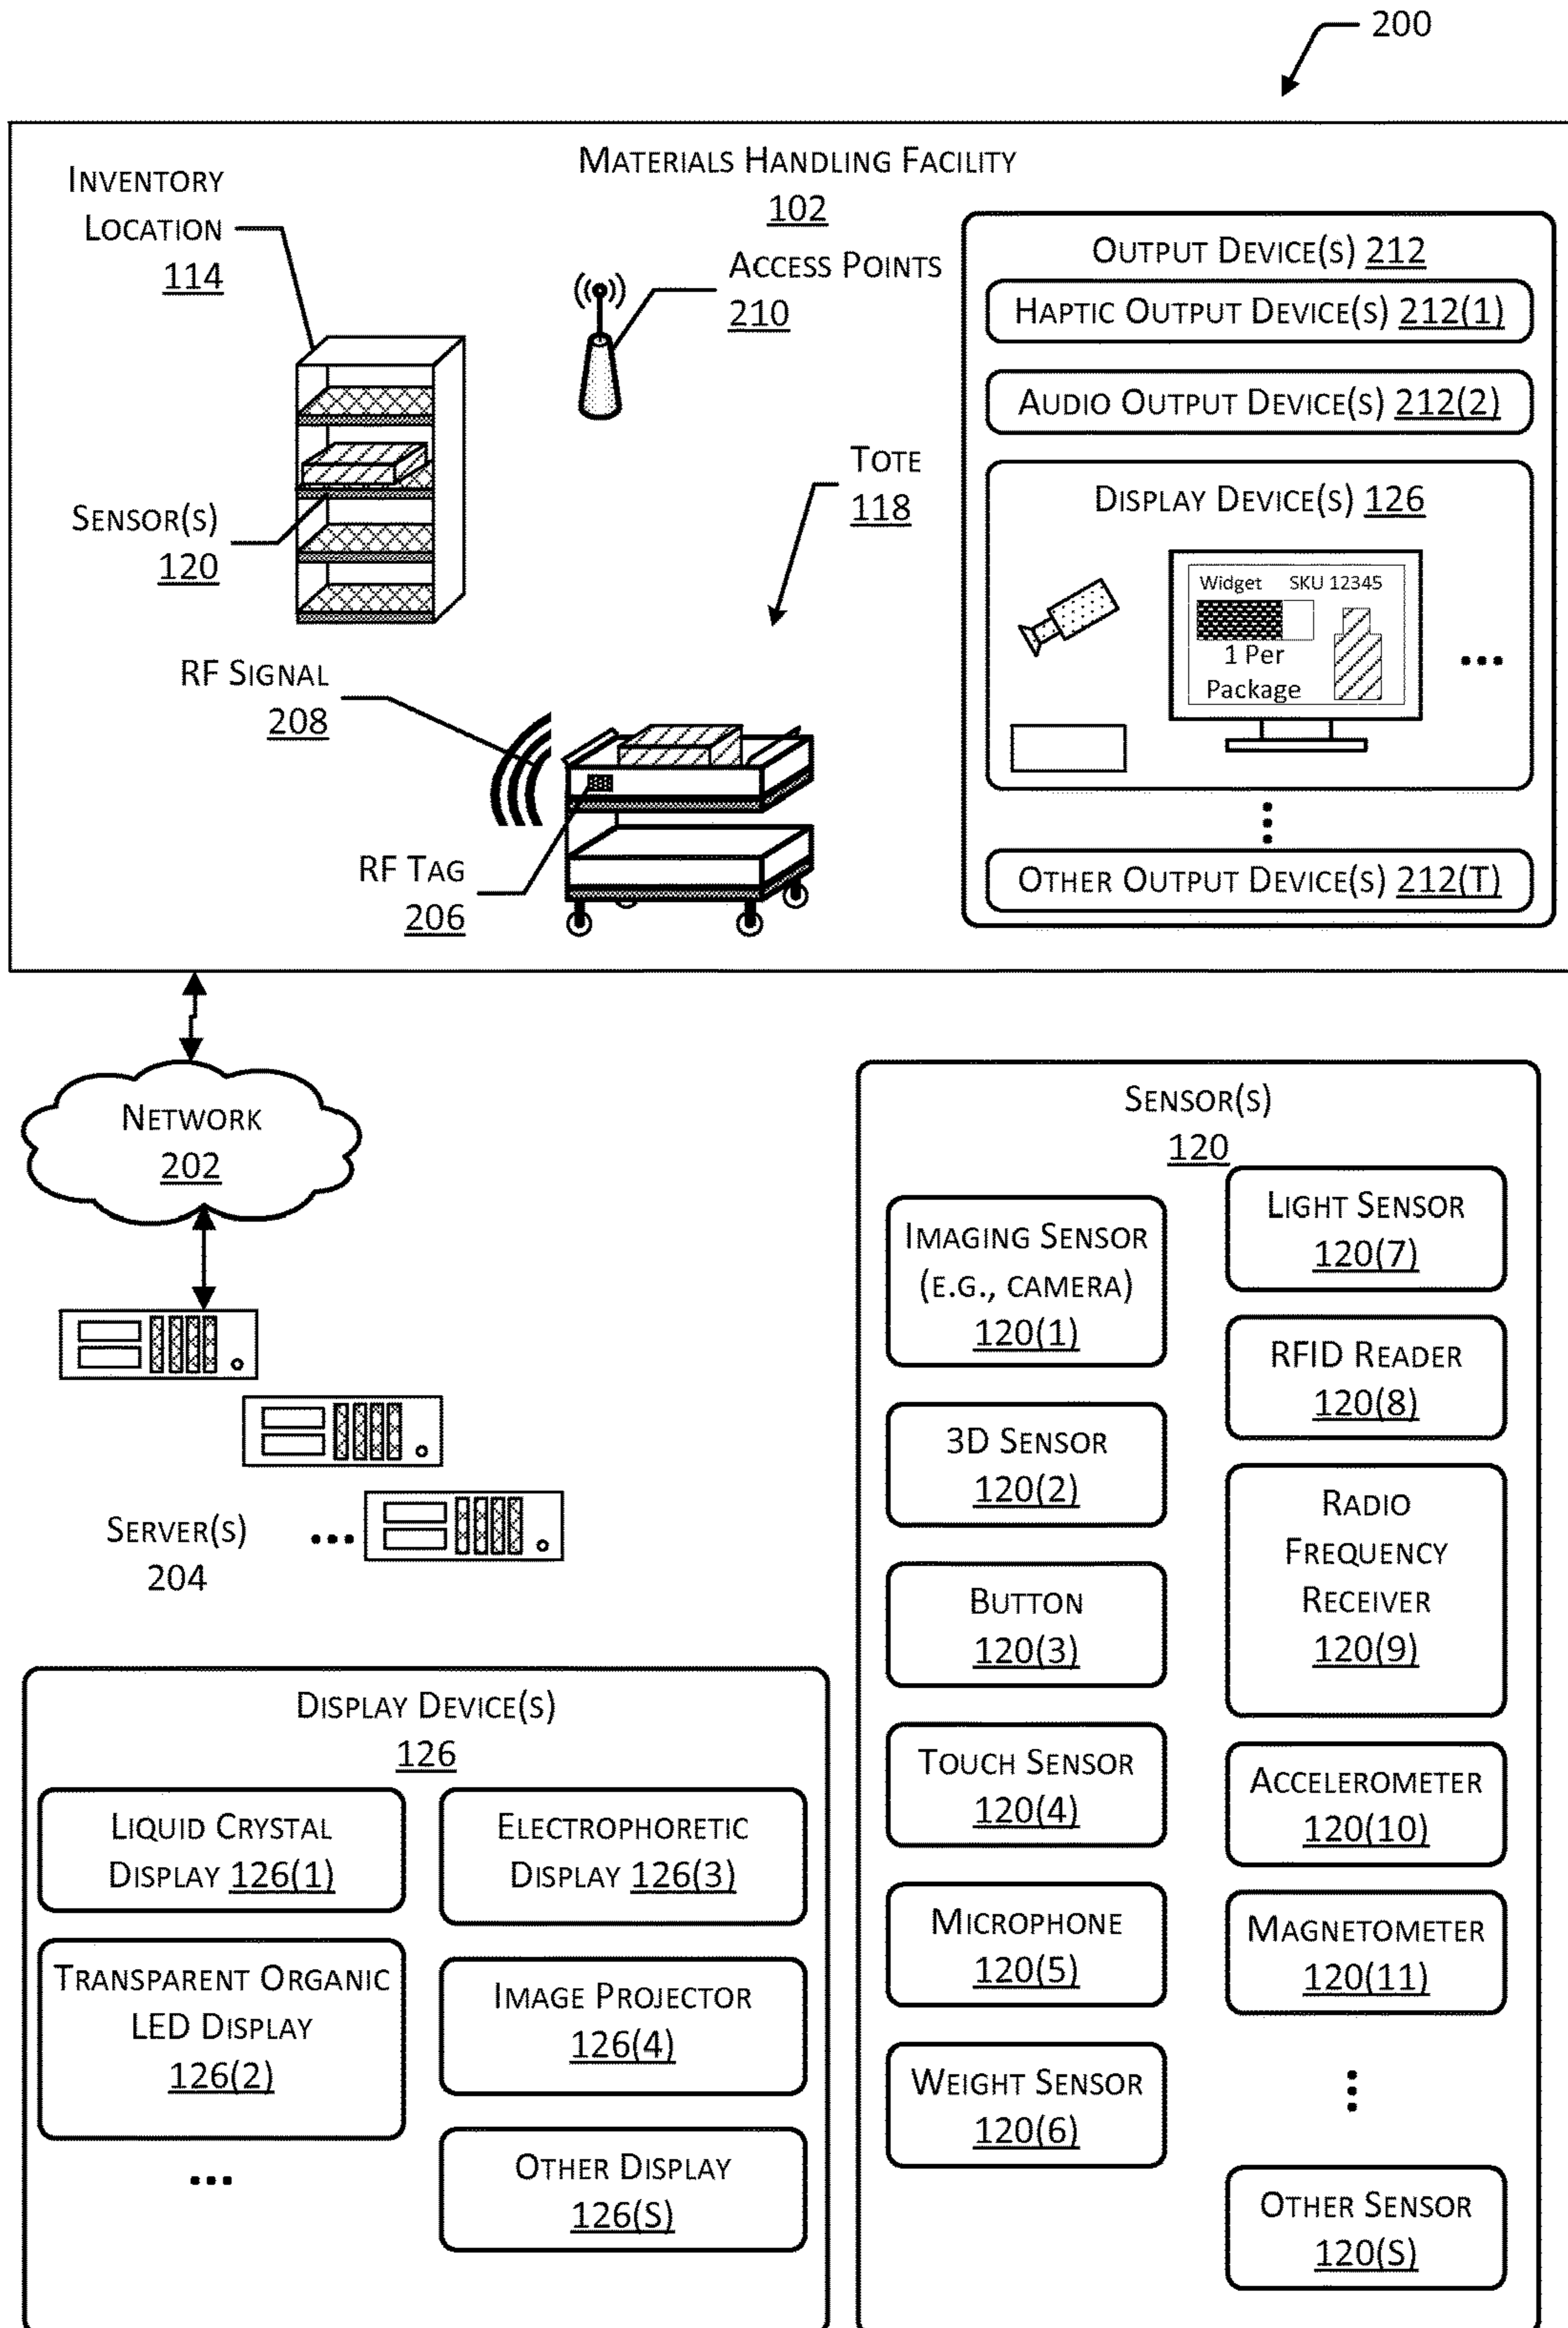 200
Materials Handling Facility
102
Inventory
Location
114
Access Points
210
Sensor(s)
120
Tote
118
RF Signal
208
RF Tag
206
Output Device(s) 212
Haptic Output Device(s) 212(1)
Audio Output Device(s) 212(2)
Display Device(s) 126
Widget SKU 12345
1 Per
Package
...
Other Output Device(s) 212(T)
Network
202
Server(s)
204
...
Display Device(s)
126
Liquid Crystal
Display 126(1)
Transparent Organic
LED Display
126(2)
...
Electrophoretic
Display 126(3)
Image Projector
126(4)
Other Display
126(S)
Sensor(s)
120
Imaging Sensor
(e.g., camera)
120(1)
3D Sensor
120(2)
Button
120(3)
Touch Sensor
120(4)
Microphone
120(5)
Weight Sensor
120(6)
Light Sensor
120(7)
RFID Reader
120(8)
Radio
Frequency
Receiver
120(9)
Accelerometer
120(10)
Magnetometer
120(11)
Other Sensor
120(S)